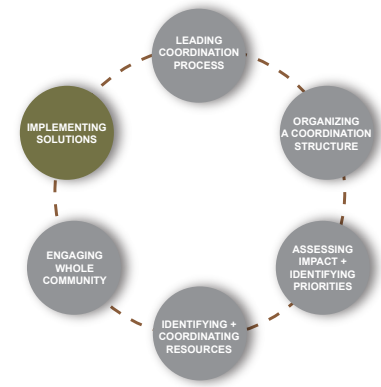 LEADING
COORDINATION
PROCESS
ORGANIZING
A COORDINATION
STRUCTURE
ASSESSING
IMPACT +
IDENTIFYING
PRIORITIES
IDENTIFYING +
COORDINATING
RESOURCES
ENGAGING
WHOLE
COMMUNITY
IMPLEMENTING
SOLUTIONS